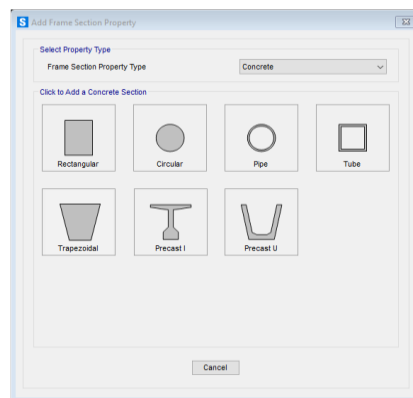 S Add Frame Section Property
Select Property Type
Frame Section Property Type Concrete
Click to Add a Concrete Section
Rectangular Circular Pipe Tube
Trapezoidal Precast I Precast U
Cancel